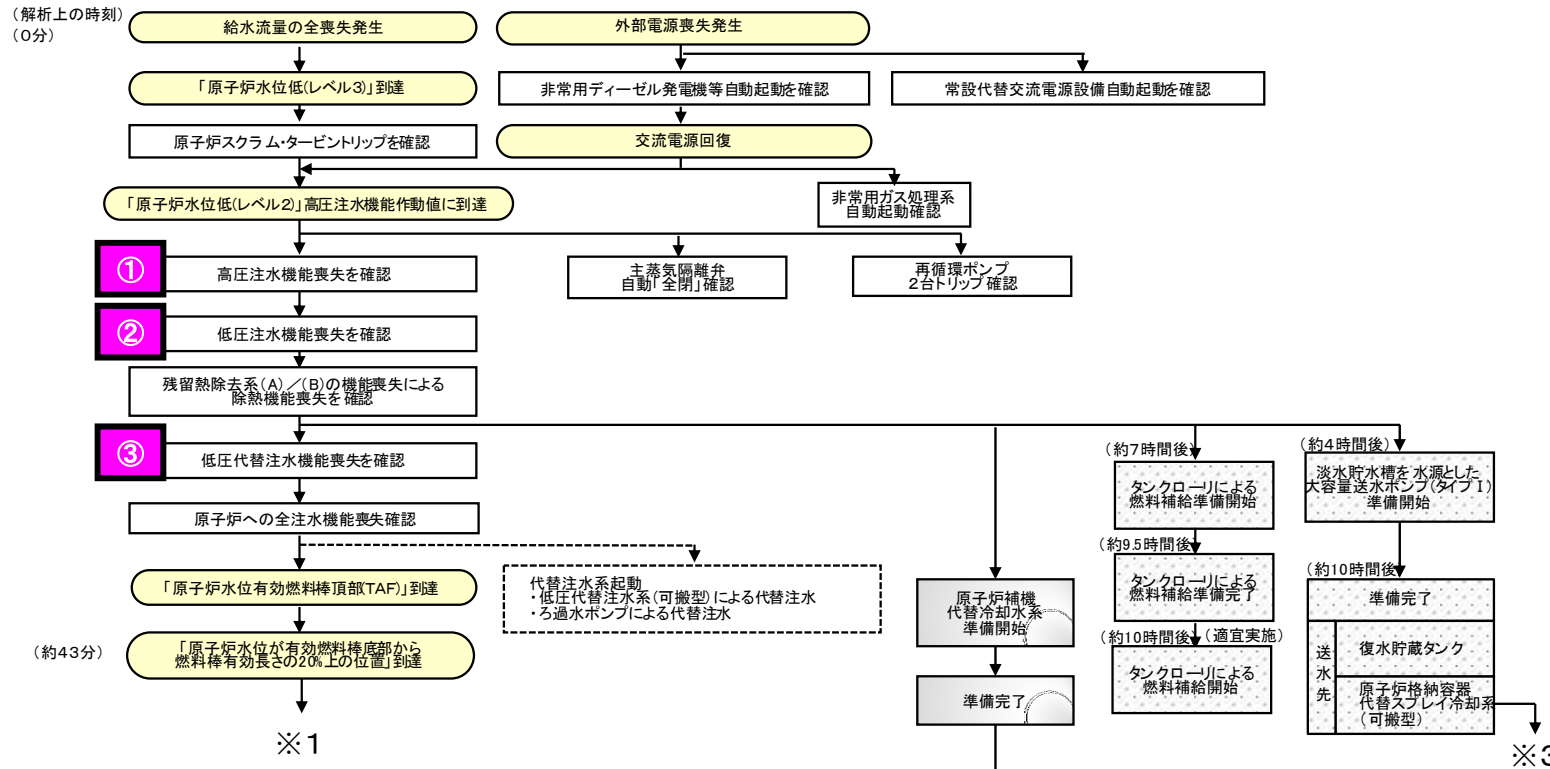 (解析上の時刻)
(0分)
給水流量の全喪失発生
外部電源喪失発生
「原子炉水位低(レベル3)」到達
非常用ディーゼル発電機等自動起動を確認
常設代替交流電源設備自動起動を確認
原子炉スクラム・タービントリップを確認
交流電源回復
「原子炉水位低(レベル2)」高圧注水機能作動値に到達
非常用ガス処理系
自動起動確認
①
高圧注水機能喪失を確認
主蒸気隔離弁
自動「全閉」確認
再循環ポンプ
2台トリップ確認
②
低圧注水機能喪失を確認
残留熱除去系(A)/(B)の機能喪失による
除熱機能喪失を確認
③
低圧代替注水機能喪失を確認
原子炉への全注水機能喪失確認
代替注水系起動
・低圧代替注水系(可搬型)による代替注水
・ろ過水ポンプによる代替注水
「原子炉水位有効燃料棒頂部(TAF)」到達
(約43分)
「原子炉水位が有効燃料棒底部から
燃料棒有効長さの20%上の位置」到達
※1
原子炉補機
代替冷却水系
準備開始
準備完了
(約7時間後)
タンクローリによる
燃料補給準備開始
(約9.5時間後)
タンクローリによる
燃料補給準備完了
(約10時間後)
(適宜実施)
タンクローリによる
燃料補給開始
(約4時間後)
淡水貯水槽を水源とした
大容量送水ポンプ(タイプⅠ)
準備開始
(約10時間後)
準備完了
送水先
復水貯蔵タンク
原子炉格納容器
代替スプレイ冷却系
(可搬型)
※3